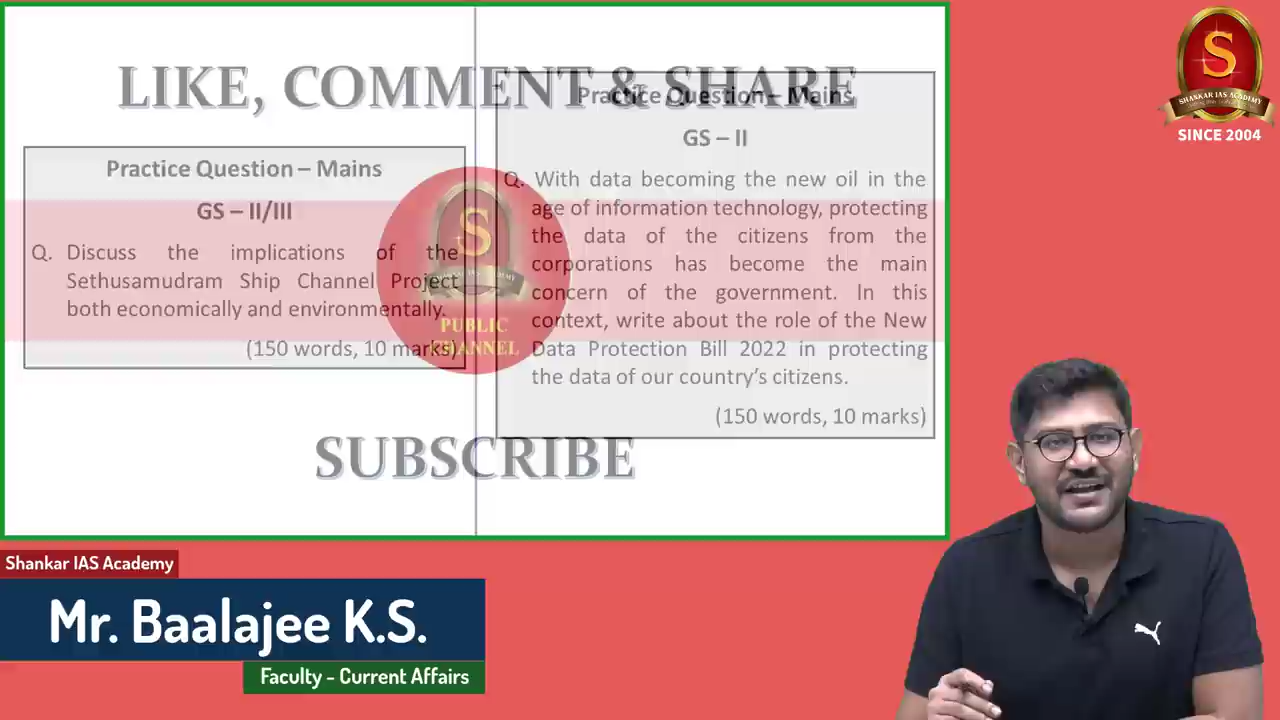 LIKE, COMMENT & SHARE
Practice Question – Mains
GS – II/III
Q. Discuss the implications of the
Sethusamudram Ship Channel Project
both economically and environmentally.
(150 words, 10 marks)
Practice Question – Mains
GS – II
Q. With data becoming the new oil in the
age of information technology, protecting
the data of the citizens from the
corporations has become the main
concern of the government. In this
context, write about the role of the New
Data Protection Bill 2022 in protecting
the data of our country's citizens.
(150 words, 10 marks)
S
PUBLIC
CHANNEL
SUBSCRIBE
S
SHANKAR IAS ACADEMY
SINCE 2004
Shankar IAS Academy
Mr. Baalajee K.S.
Faculty - Current Affairs